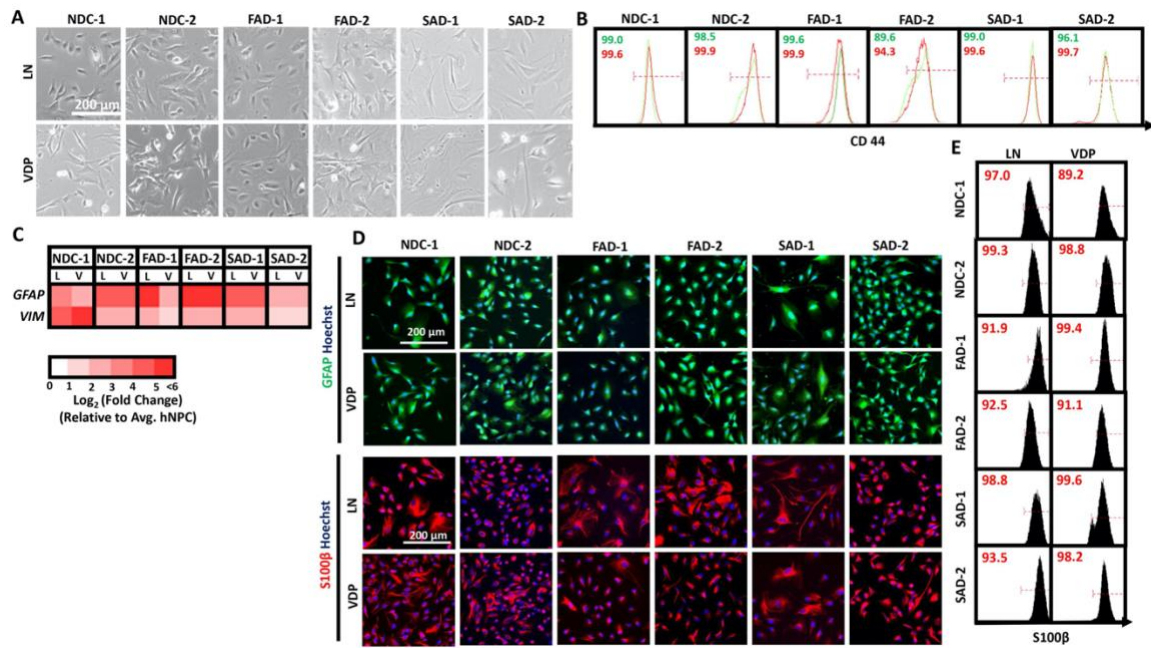 A
NDC-1 NDC-2 FAD-1 FAD-2 SAD-1 SAD-2
LN
200 μm
VDP
B
NDC-1 NDC-2 FAD-1 FAD-2 SAD-1 SAD-2
99.0 98.5 99.6 89.6 99.0 96.1
99.6 99.9 99.9 94.3 99.6 99.7
CD 44
C
NDC-1 NDC-2 FAD-1 FAD-2 SAD-1 SAD-2
L V L V L V L V L V L V
GFAP
VIM
0 1 2 3 4 5 <6
Log₂ (Fold Change)
(Relative to Avg. hNPC)
D
NDC-1 NDC-2 FAD-1 FAD-2 SAD-1 SAD-2
GFAP Hoechst
LN
200 μm
VDP
S100β Hoechst
LN
200 μm
VDP
E
LN VDP
NDC-1
97.0 89.2
NDC-2
99.3 98.8
FAD-1
91.9 99.4
FAD-2
92.5 91.1
SAD-1
98.8 99.6
SAD-2
93.5 98.2
S100β